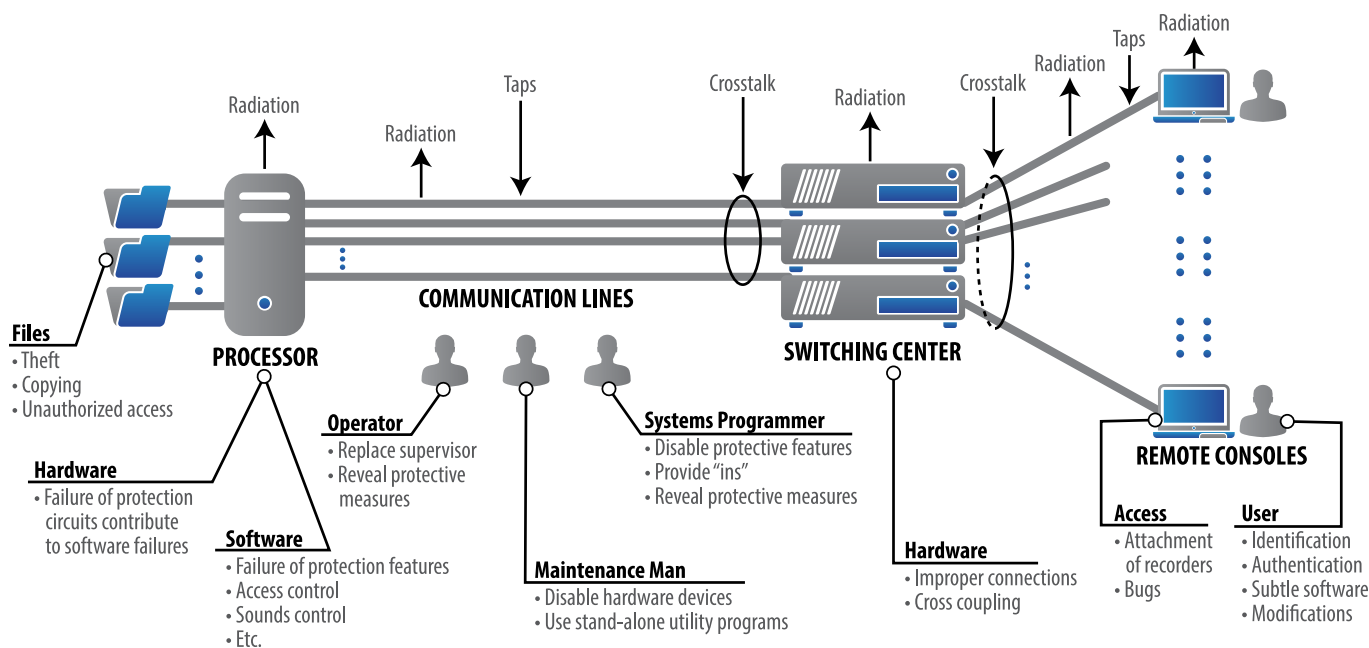 Radiation
Radiation
Taps
Crosstalk
Radiation
Crosstalk
Radiation
Taps
Radiation
COMMUNICATION LINES
PROCESSOR
SWITCHING CENTER
REMOTE CONSOLES
Files
• Theft
• Copying
• Unauthorized access
Hardware
• Failure of protection
circuits contribute
to software failures
Software
• Failure of protection features
• Access control
• Sounds control
• Etc.
Operator
• Replace supervisor
• Reveal protective
measures
Maintenance Man
• Disable hardware devices
• Use stand-alone utility programs
Systems Programmer
• Disable protective features
• Provide “ins”
• Reveal protective measures
Hardware
• Improper connections
• Cross coupling
Access
• Attachment
of recorders
• Bugs
User
• Identification
• Authentication
• Subtle software
• Modifications